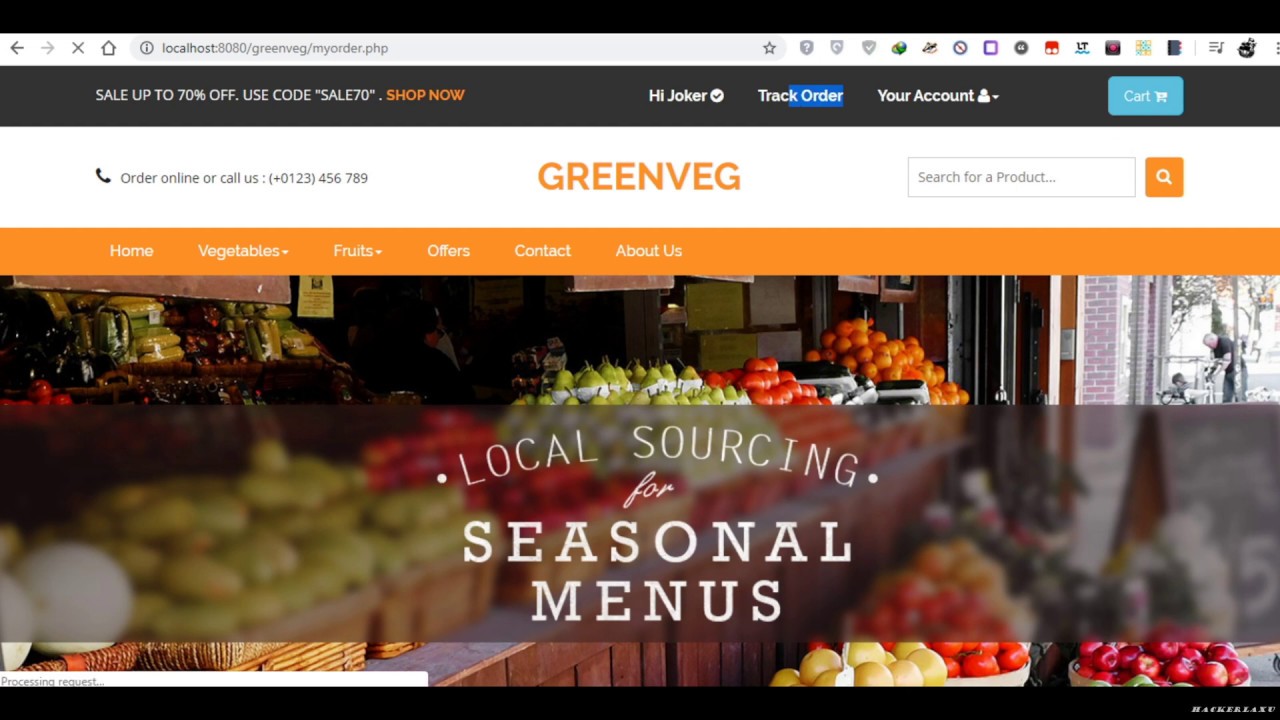 localhost:8080/greenveg/myorder.php
LT
SALE UP TO 70% OFF. USE CODE "SALE70" . SHOP NOW
Hi Joker
Track Order
Your Account
Cart
Order online or call us : (+0123) 456 789
GREENVEG
Search for a Product...
Home
Vegetables
Fruits
Offers
Contact
About Us
LOCAL SOURCING
for
SEASONAL
MENUS
Processing request...
HACKERLAXU